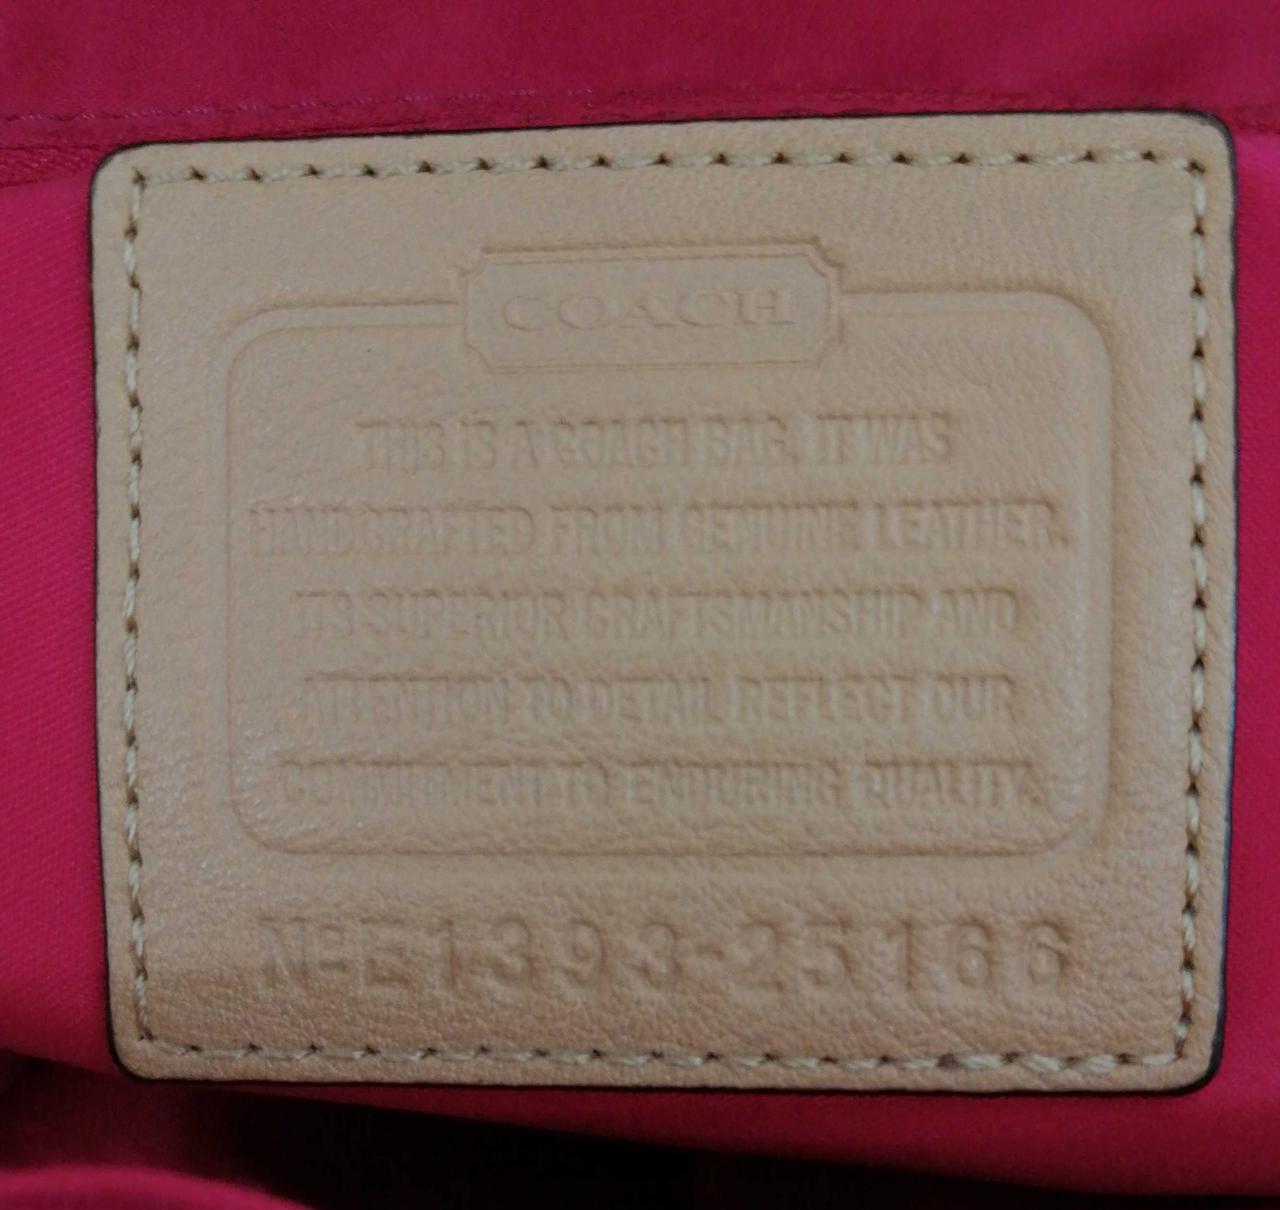 COACH
THIS IS A COACH BAG. IT WAS
HANDCRAFTED FROM GENUINE LEATHER.
ITS SUPERIOR CRAFTSMANSHIP AND
ATTENTION TO DETAIL REFLECT OUR
COMMITMENT TO ENDURING QUALITY.
Nº E1393-25166